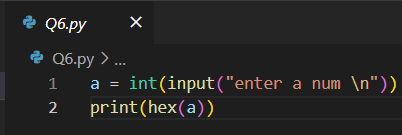 Q6.py ×
Q6.py > ...
1 a = int(input("enter a num \n"))
2 print(hex(a))